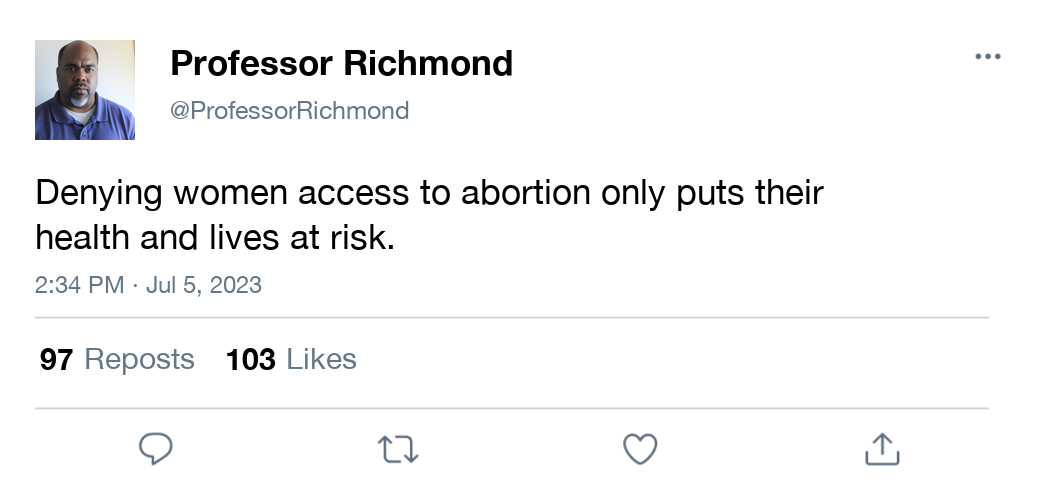 Professor Richmond
@ProfessorRichmond
Denying women access to abortion only puts their
health and lives at risk.
2:34 PM · Jul 5, 2023
97 Reposts 103 Likes